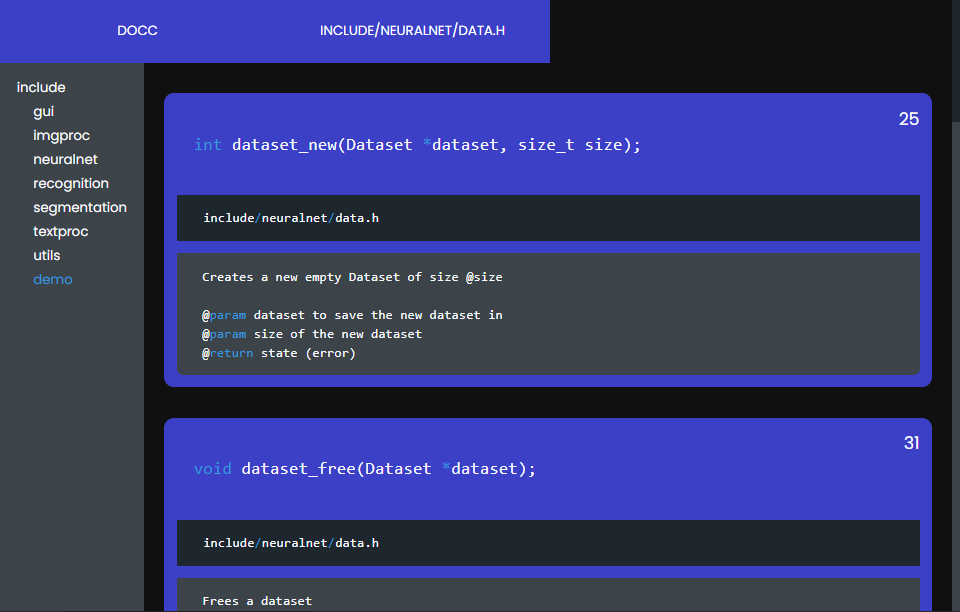 DOCC
INCLUDE/NEURALNET/DATA.H
include
gui
imgproc
neuralnet
recognition
segmentation
textproc
utils
demo
25
int dataset_new(Dataset *dataset, size_t size);
include/neuralnet/data.h
Creates a new empty Dataset of size @size
@param dataset to save the new dataset in
@param size of the new dataset
@return state (error)
31
void dataset_free(Dataset *dataset);
include/neuralnet/data.h
Frees a dataset